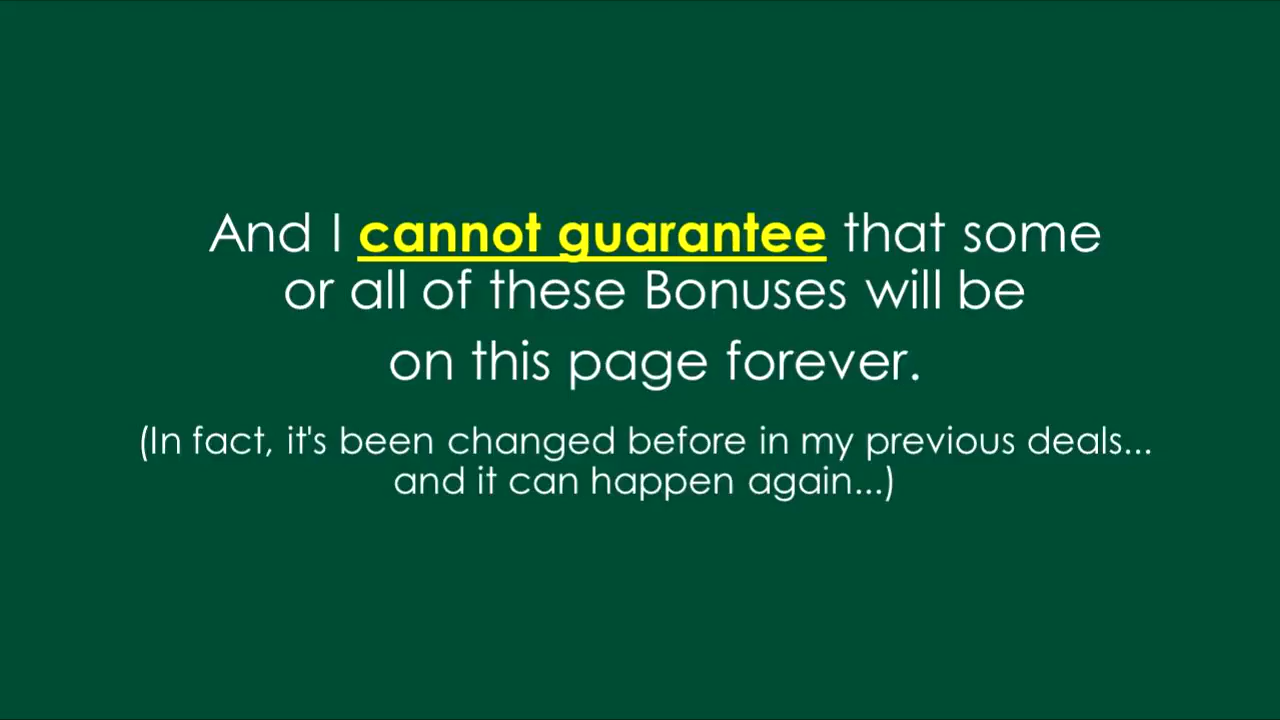 And I cannot guarantee that some
or all of these Bonuses will be
on this page forever.
(In fact, it's been changed before in my previous deals...
and it can happen again...)